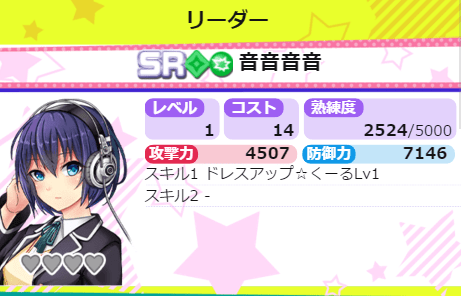 リーダー
SR 音音音音
レベル コスト 熟練度
1 14 2524/5000
攻撃力 4507 防御力 7146
スキル1 ドレスアップ☆くーるLv1
スキル2 -